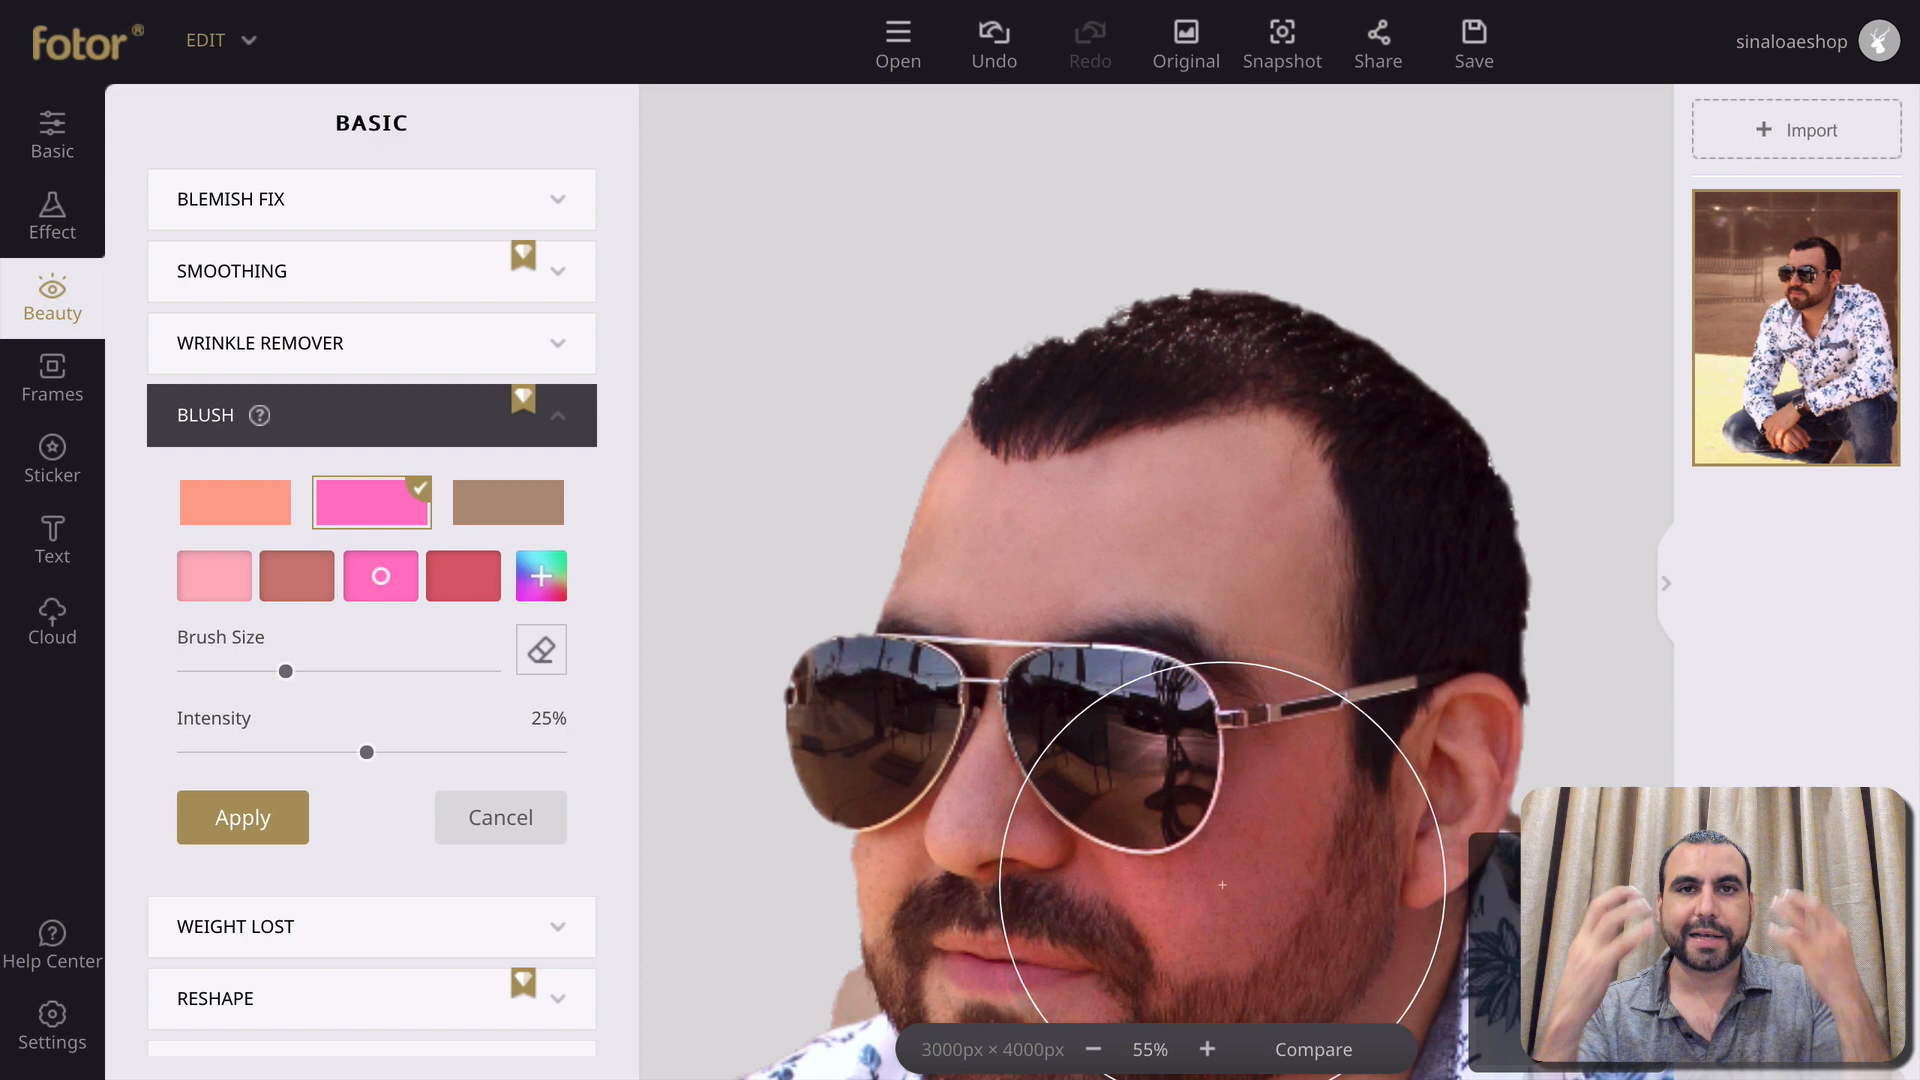 fotor®
EDIT
Open
Undo
Redo
Original
Snapshot
Share
Save
sinaloaeshop
Basic
Effect
Beauty
Frames
Sticker
Text
Cloud
Help Center
Settings
BASIC
BLEMISH FIX
SMOOTHING
WRINKLE REMOVER
BLUSH ?
Brush Size
Intensity 25%
Apply
Cancel
WEIGHT LOST
RESHAPE
3000px × 4000px
55%
Compare
Import